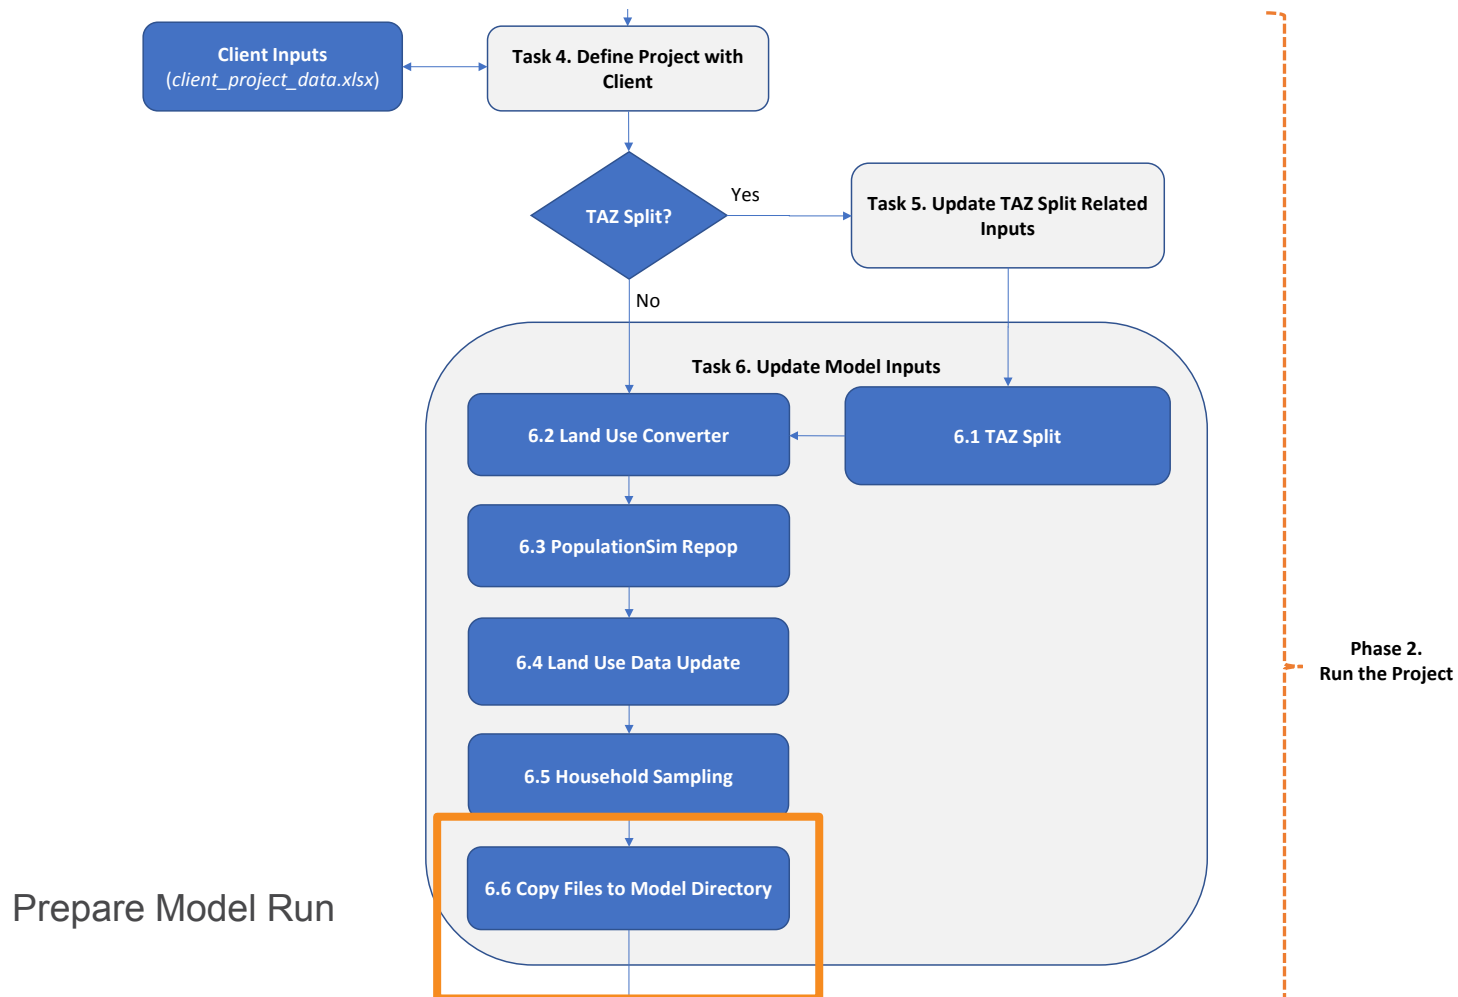 Client Inputs
(client_project_data.xlsx)
Task 4. Define Project with
Client
TAZ Split?
Yes
Task 5. Update TAZ Split Related
Inputs
No
Task 6. Update Model Inputs
6.2 Land Use Converter
6.1 TAZ Split
6.3 PopulationSim Repop
6.4 Land Use Data Update
Phase 2.
Run the Project
6.5 Household Sampling
6.6 Copy Files to Model Directory
Prepare Model Run